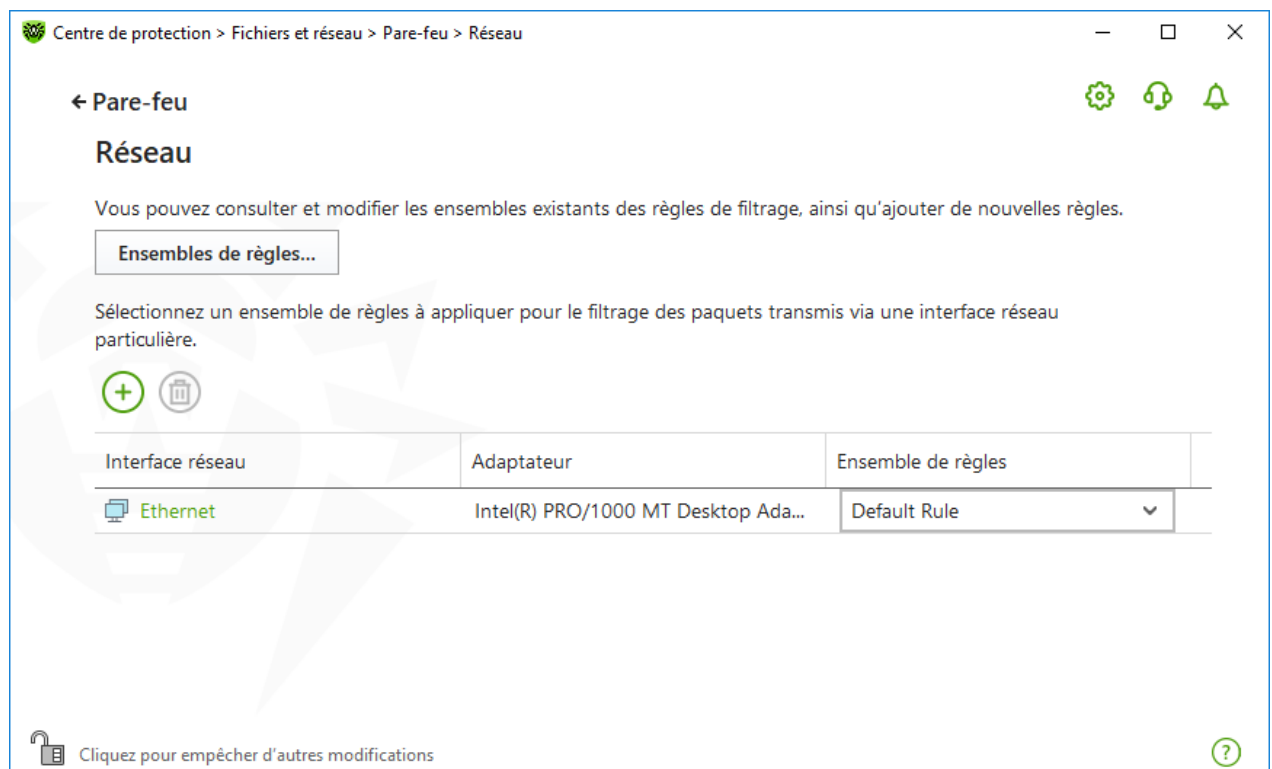 Centre de protection > Fichiers et réseau > Pare-feu > Réseau
Pare-feu
Réseau
Vous pouvez consulter et modifier les ensembles existants des règles de filtrage, ainsi qu'ajouter de nouvelles règles.
Ensembles de règles...
Sélectionnez un ensemble de règles à appliquer pour le filtrage des paquets transmis via une interface réseau
particulière.
Interface réseau Adaptateur Ensemble de règles
Ethernet Intel(R) PRO/1000 MT Desktop Ada... Default Rule
Cliquez pour empêcher d'autres modifications ?